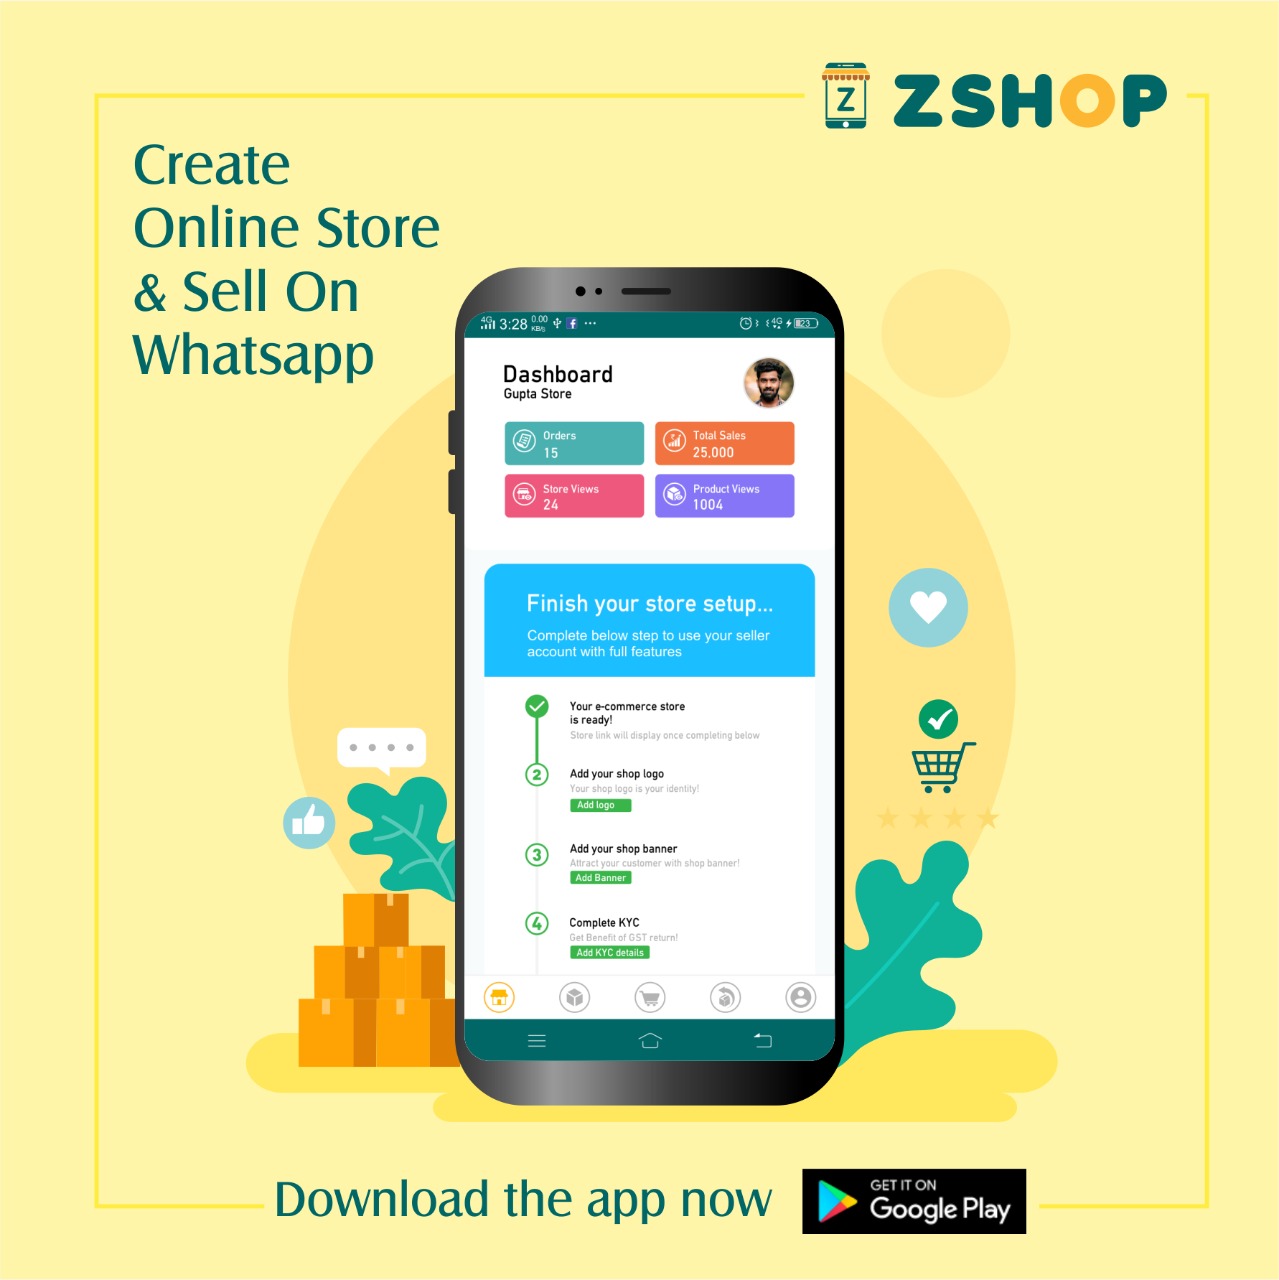 Z ZSHOP
Create
Online Store
& Sell On
Whatsapp
4G 3:28 0.00 KB/s f ... 4G 23
Dashboard
Gupta Store
Orders
15
Total Sales
25,000
Store Views
24
Product Views
1004
Finish your store setup...
Complete below step to use your seller
account with full features
Your e-commerce store
is ready!
Store link will display once completing below
2 Add your shop logo
Your shop logo is your identity!
Add logo
3 Add your shop banner
Attract your customer with shop banner!
Add Banner
4 Complete KYC
Get Benefit of GST return!
Add KYC details
Download the app now
GET IT ON
Google Play